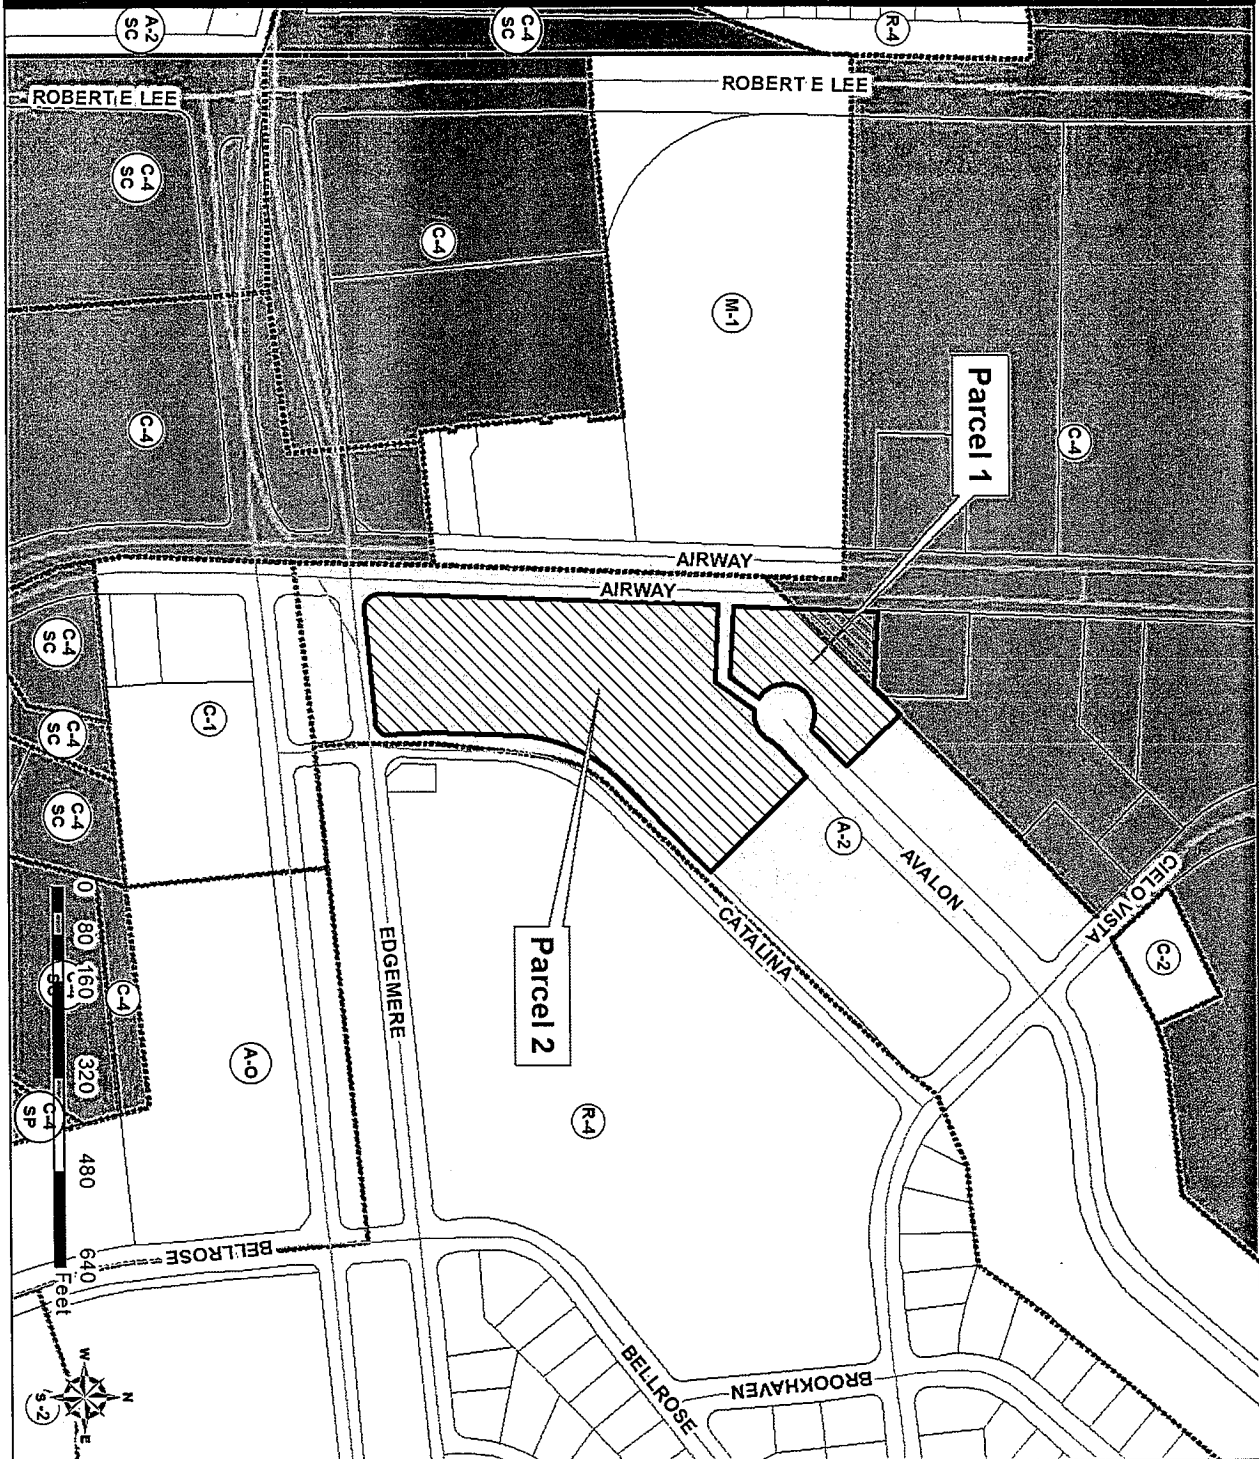 A-2
SC
C-4
SC
R-4
ROBERT E LEE
ROBERT E LEE
C-4
SC
C-4
M-1
Parcel 1
C-4
C-4
AIRWAY
AIRWAY
C-4
SC
C-4
SC
C-4
SC
C-1
A-2
AVALON
CIELO VISTA
C-2
CATALINA
Parcel 2
EDGEMERE
C-4
A-O
R-4
C-4
SP
BELLROSE
BELLROSE
BROOKHAVEN
0 80 160 320 480 640
Feet
N
W
E
S
S-2